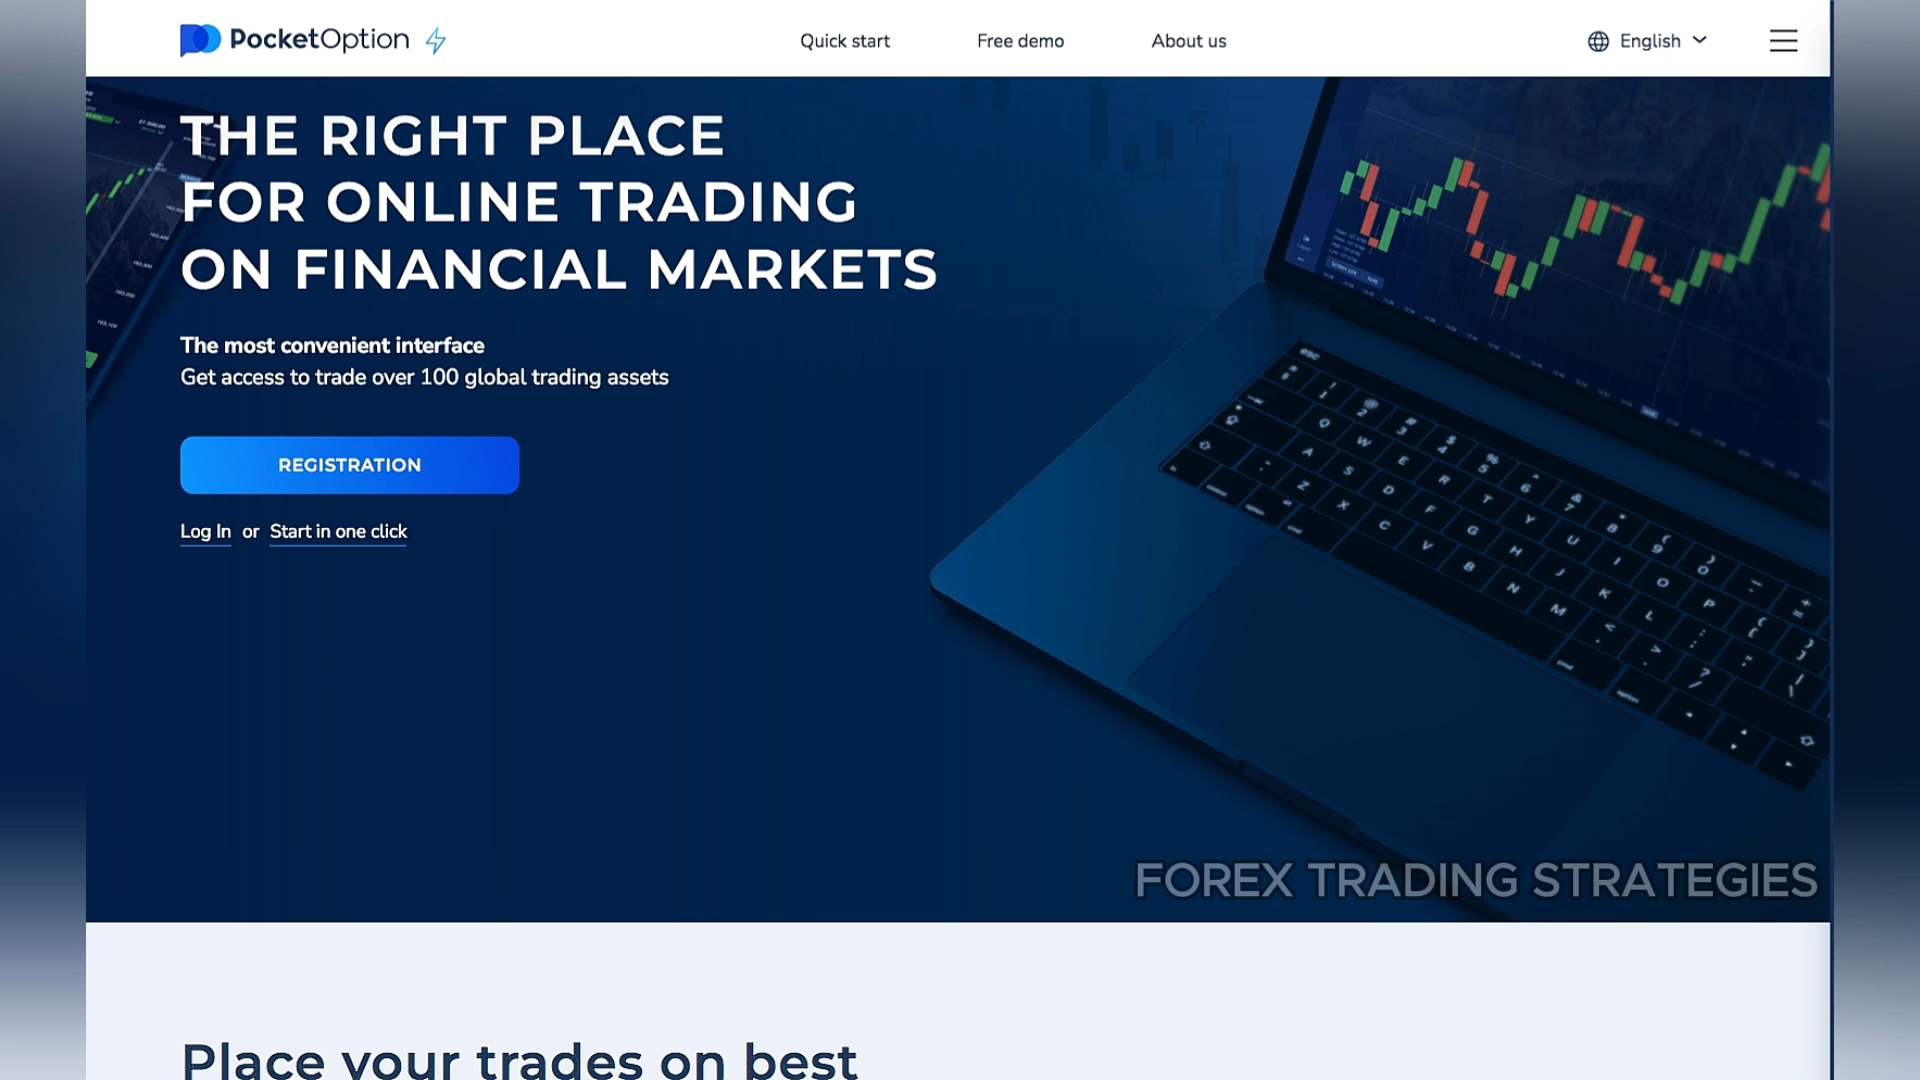 PocketOption
Quick start
Free demo
About us
English
THE RIGHT PLACE
FOR ONLINE TRADING
ON FINANCIAL MARKETS
The most convenient interface
Get access to trade over 100 global trading assets
REGISTRATION
Log In or Start in one click
esc
FOREX TRADING STRATEGIES
Place your trades on best